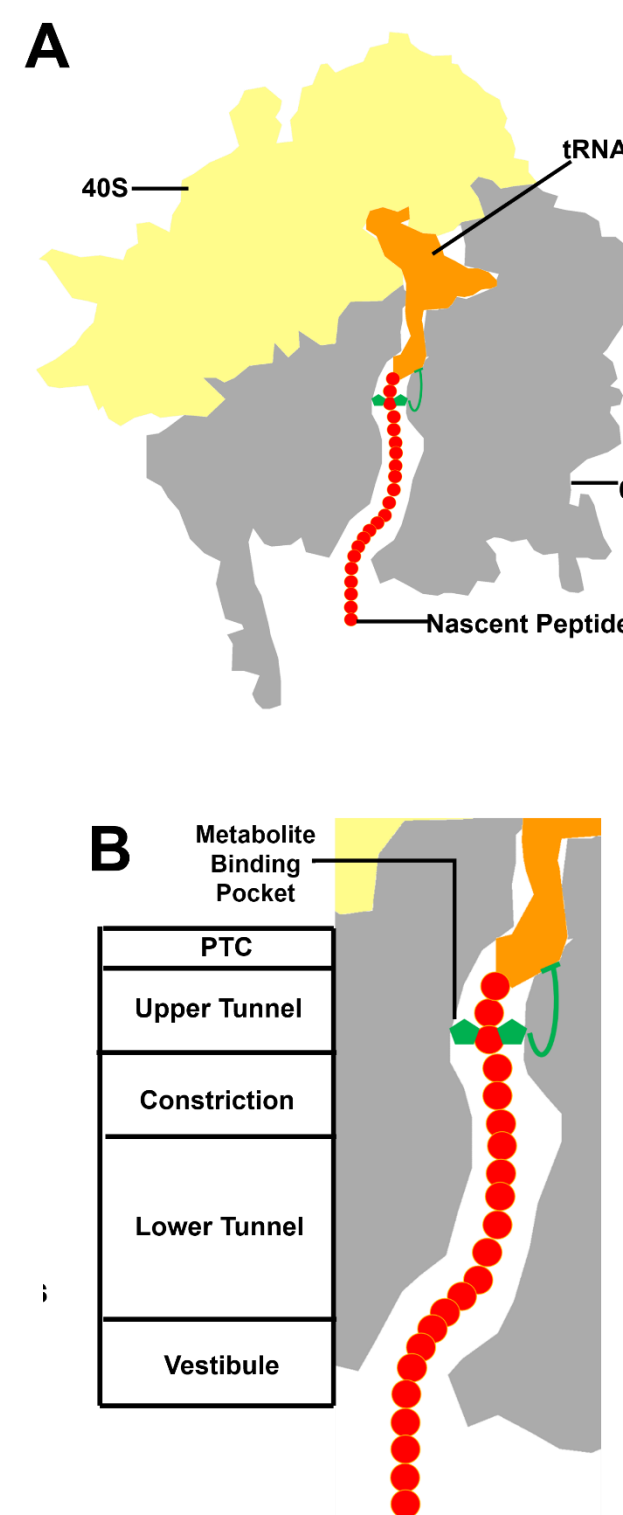 A
tRNA
40S
Nascent Peptide
B
Metabolite
Binding
Pocket
PTC
Upper Tunnel
Constriction
Lower Tunnel
Vestibule